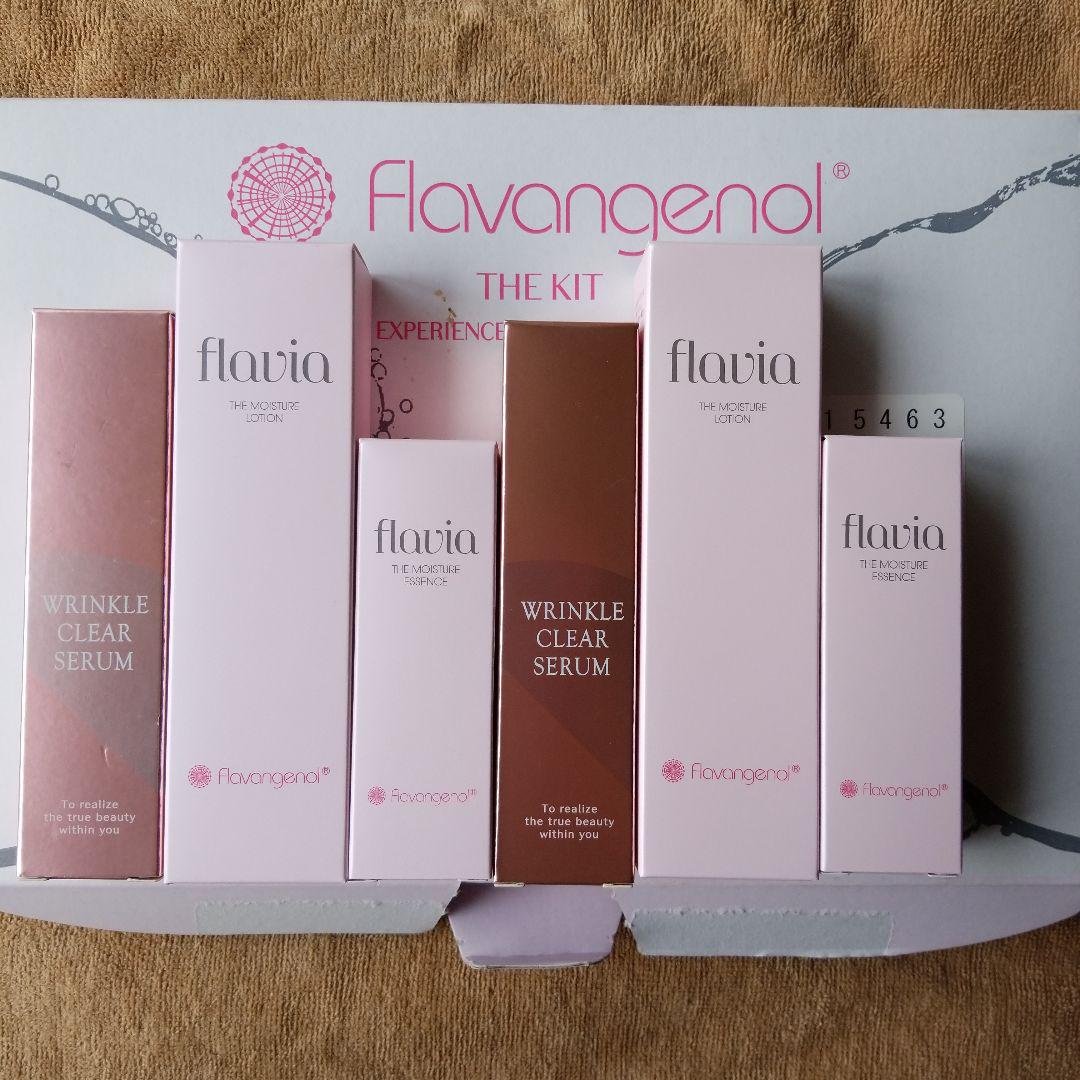 flavangenol®
THE KIT
EXPERIENCE
WRINKLE
CLEAR
SERUM
To realize
the true beauty
within you
flavia
THE MOISTURE
LOTION
flavangenol®
flavia
THE MOISTURE
ESSENCE
flavangenol®
WRINKLE
CLEAR
SERUM
To realize
the true beauty
within you
flavia
THE MOISTURE
LOTION
flavangenol®
15463
flavia
THE MOISTURE
ESSENCE
flavangenol®